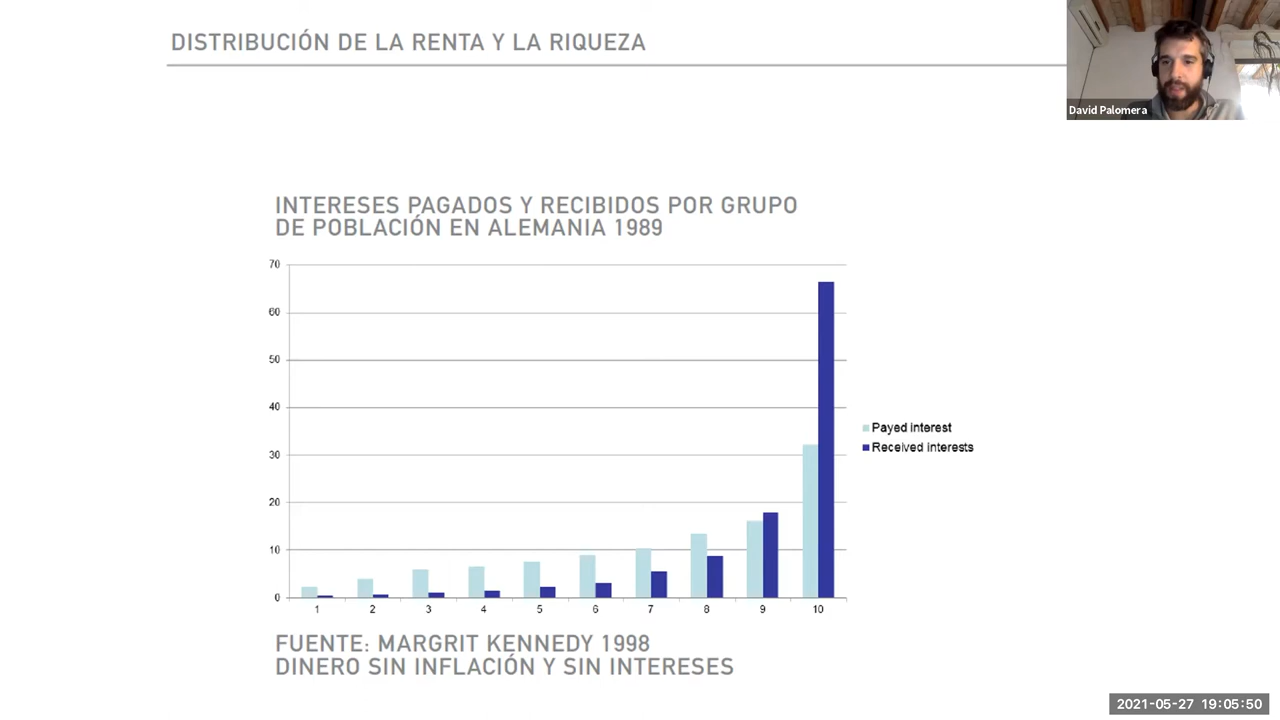 DISTRIBUCIÓN DE LA RENTA Y LA RIQUEZA
David Palomera
INTERESES PAGADOS Y RECIBIDOS POR GRUPO
DE POBLACIÓN EN ALEMANIA 1989
70
60
50
40
30
20
10
0
1 2 3 4 5 6 7 8 9 10
Payed interest
Received interests
FUENTE: MARGRIT KENNEDY 1998
DINERO SIN INFLACIÓN Y SIN INTERESES
2021-05-27 19:05:50